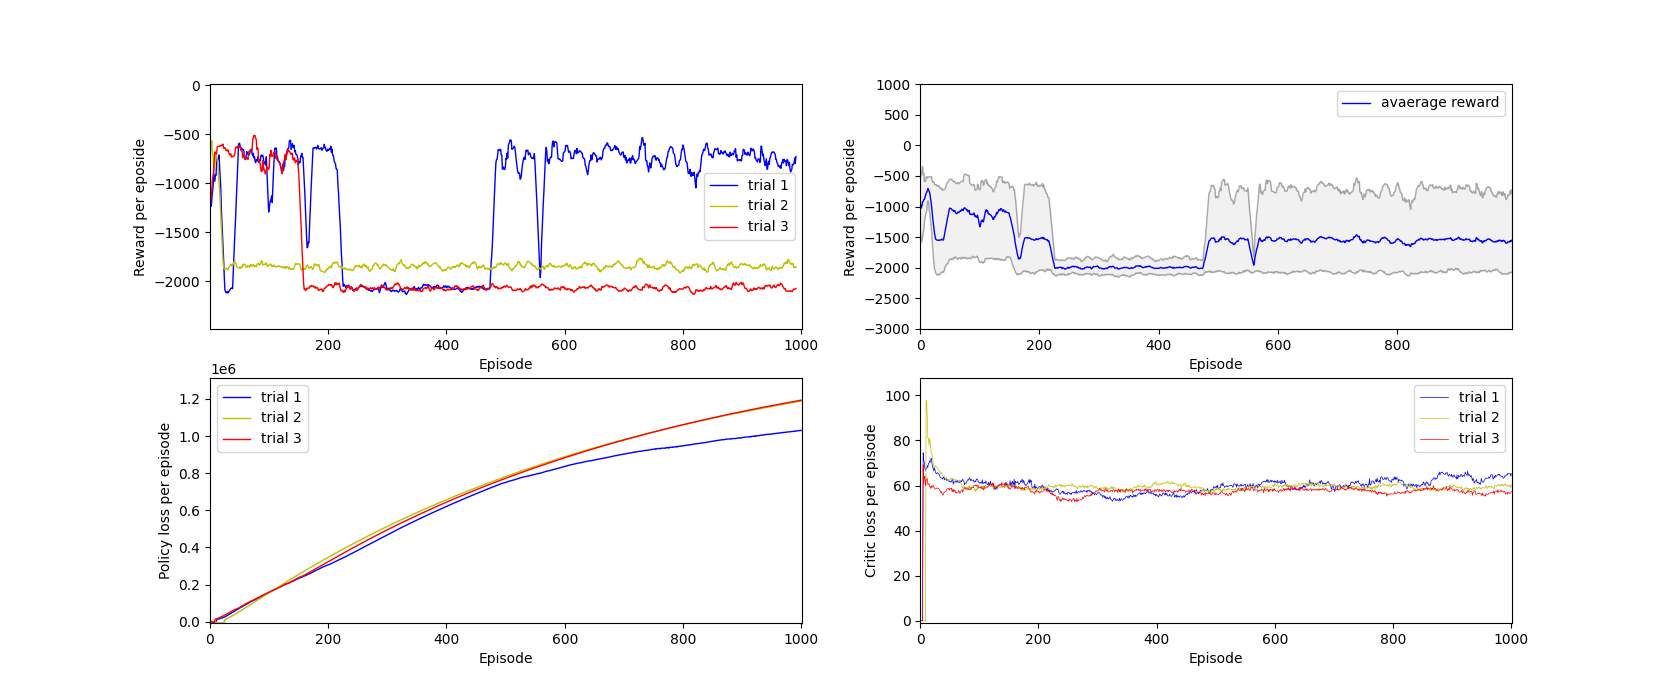 0
−500
−1000
−1500
−2000
200
400
600
800
1000
Reward per eposide
Episode
trial 1
trial 2
trial 3
1000
500
0
−500
−1000
−1500
−2000
−2500
−3000
0
200
400
600
800
Reward per eposide
Episode
avaerage reward
1e6
1.2
1.0
0.8
0.6
0.4
0.2
0.0
0
200
400
600
800
1000
Policy loss per episode
Episode
trial 1
trial 2
trial 3
100
80
60
40
20
0
0
200
400
600
800
1000
Critic loss per episode
Episode
trial 1
trial 2
trial 3